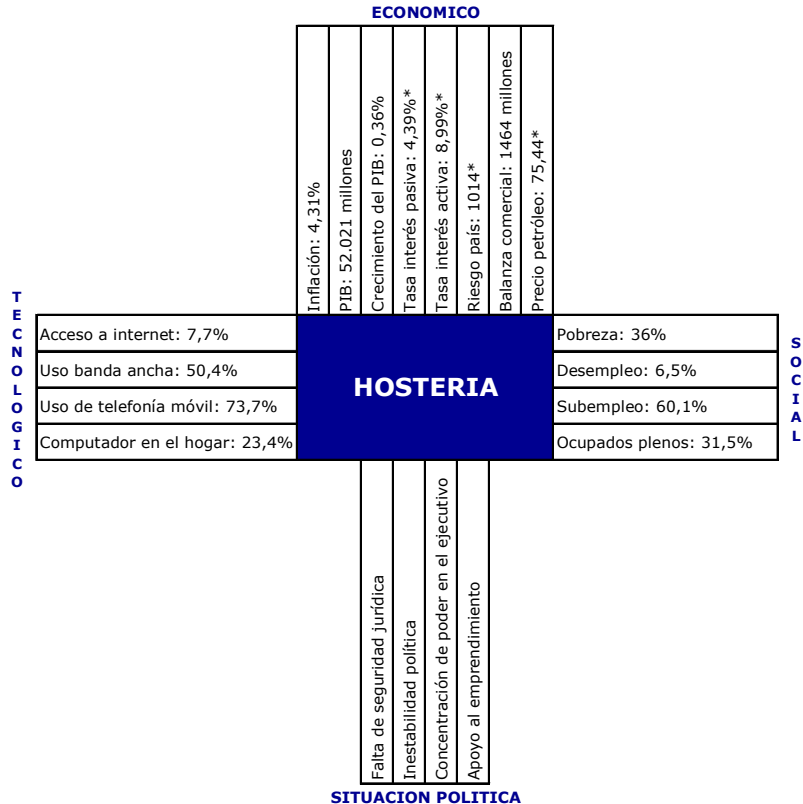 ECONOMICO
Inflación: 4,31%
PIB: 52.021 millones
Crecimiento del PIB: 0,36%
Tasa interés pasiva: 4,39%*
Tasa interés activa: 8,99%*
Riesgo país: 1014*
Balanza comercial: 1464 millones
Precio petróleo: 75,44*
TECNOLOGICO
Acceso a internet: 7,7%
Uso banda ancha: 50,4%
Uso de telefonía móvil: 73,7%
Computador en el hogar: 23,4%
HOSTERIA
Pobreza: 36%
Desempleo: 6,5%
Subempleo: 60,1%
Ocupados plenos: 31,5%
SOCIAL
Falta de seguridad jurídica
Inestabilidad política
Concentración de poder en el ejecutivo
Apoyo al emprendimiento
SITUACION POLITICA